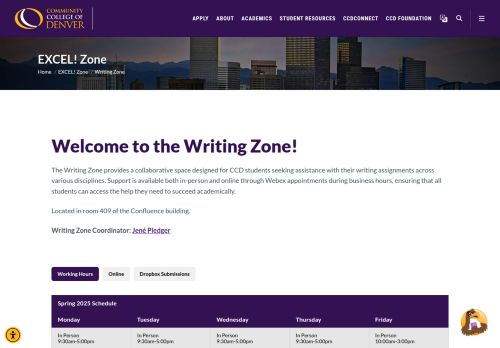 COMMUNITY
COLLEGE OF
DENVER
APPLY ABOUT ACADEMICS STUDENT RESOURCES CCDCONNECT CCD FOUNDATION
EXCEL! Zone
Home / EXCEL! Zone / Writing Zone
Welcome to the Writing Zone!
The Writing Zone provides a collaborative space designed for CCD students seeking assistance with their writing assignments across
various disciplines. Support is available both in-person and online through Webex appointments during business hours, ensuring that all
students can access the help they need to succeed academically.
Located in room 409 of the Confluence building.
Writing Zone Coordinator: Jené Pledger
Working Hours Online Dropbox Submissions
Spring 2025 Schedule
Monday Tuesday Wednesday Thursday Friday
In Person In Person In Person In Person In Person
9:30am-5:00pm 9:30am-5:00pm 9:30am-5:00pm 9:30am-5:00pm 10:00am-3:00pm